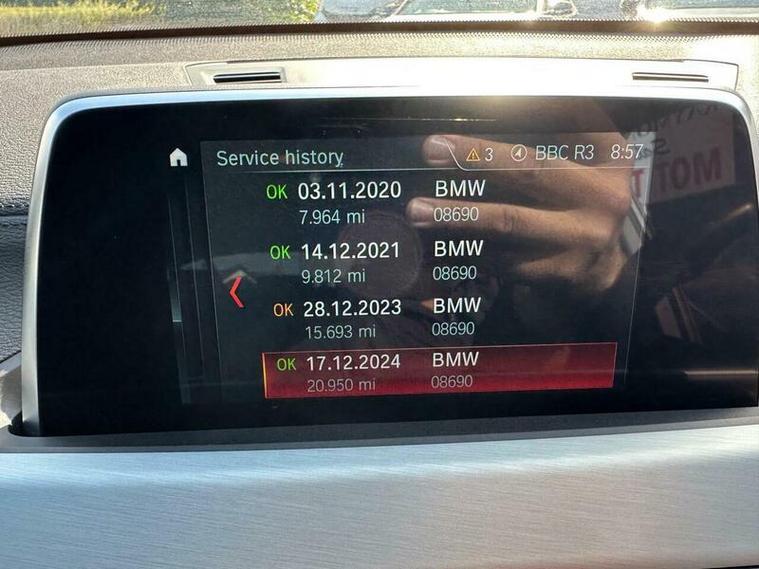 Service history 3 BBC R3 8:57
OK 03.11.2020 BMW
7.964 mi 08690
OK 14.12.2021 BMW
9.812 mi 08690
OK 28.12.2023 BMW
15.693 mi 08690
OK 17.12.2024 BMW
20.950 mi 08690
MOT